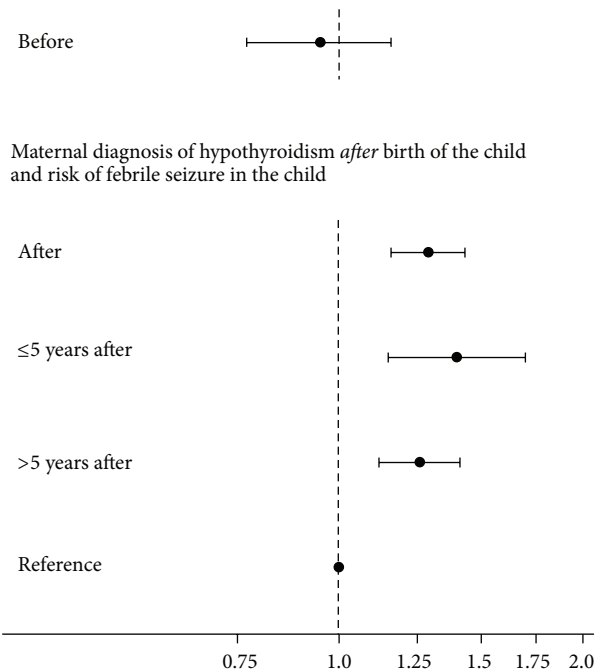 Before
Maternal diagnosis of hypothyroidism after birth of the child
and risk of febrile seizure in the child
After
≤5 years after
>5 years after
Reference
0.75 1.0 1.25 1.5 1.75 2.0